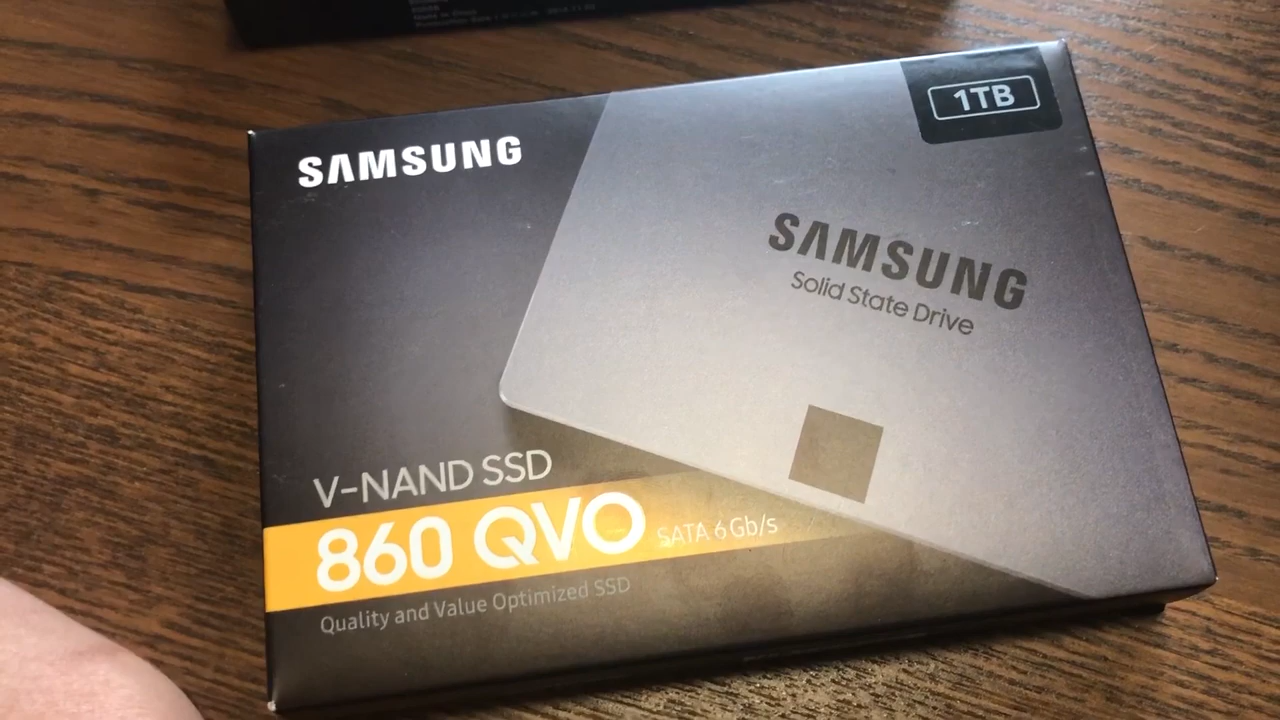 SAMSUNG
1TB
SAMSUNG
Solid State Drive
V-NAND SSD
860 QVO SATA 6 Gb/s
Quality and Value Optimized SSD